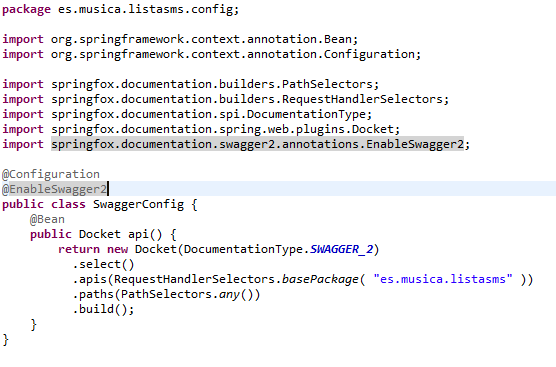 package es.musica.listasms.config;
import org.springframework.context.annotation.Bean;
import org.springframework.context.annotation.Configuration;
import springfox.documentation.builders.PathSelectors;
import springfox.documentation.builders.RequestHandlerSelectors;
import springfox.documentation.spi.DocumentationType;
import springfox.documentation.spring.web.plugins.Docket;
import springfox.documentation.swagger2.annotations.EnableSwagger2;
@Configuration
@EnableSwagger2
public class SwaggerConfig {
@Bean
public Docket api() {
return new Docket(DocumentationType.SWAGGER_2)
.select()
.apis(RequestHandlerSelectors.basePackage( "es.musica.listasms" ))
.paths(PathSelectors.any())
.build();
}
}